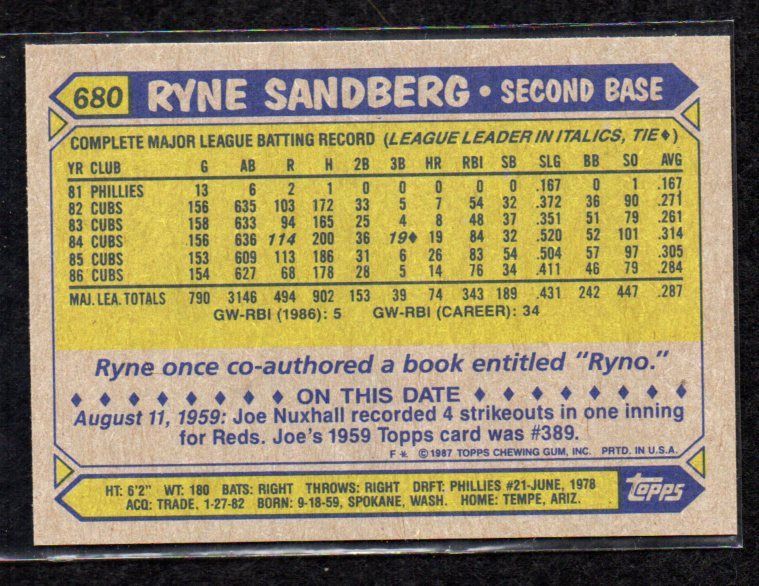 680 RYNE SANDBERG • SECOND BASE
COMPLETE MAJOR LEAGUE BATTING RECORD (LEAGUE LEADER IN ITALICS, TIE♦)
YR CLUB G AB R H 2B 3B HR RBI SB SLG BB SO AVG
81 PHILLIES 13 6 2 1 0 0 0 0 0 .167 0 1 .167
82 CUBS 156 635 103 172 33 5 7 54 32 .372 36 90 .271
83 CUBS 158 633 94 165 25 4 8 48 37 .351 51 79 .261
84 CUBS 156 636 114 200 36 19♦ 19 84 32 .520 52 101 .314
85 CUBS 153 609 113 186 31 6 26 83 54 .504 57 97 .305
86 CUBS 154 627 68 178 28 5 14 76 34 .411 46 79 .284
MAJ. LEA. TOTALS 790 3146 494 902 153 39 74 343 189 .431 242 447 .287
GW-RBI (1986): 5 GW-RBI (CAREER): 34
Ryne once co-authored a book entitled "Ryno."
♦ ♦ ♦ ♦ ♦ ♦ ♦ ON THIS DATE ♦ ♦ ♦ ♦ ♦ ♦ ♦
August 11, 1959: Joe Nuxhall recorded 4 strikeouts in one inning
for Reds. Joe's 1959 Topps card was #389.
F * © 1987 TOPPS CHEWING GUM, INC. PRTD. IN U.S.A.
HT: 6'2" WT: 180 BATS: RIGHT THROWS: RIGHT DRFT: PHILLIES #21-JUNE, 1978
ACQ: TRADE, 1-27-82 BORN: 9-18-59, SPOKANE, WASH. HOME: TEMPE, ARIZ.
Topps